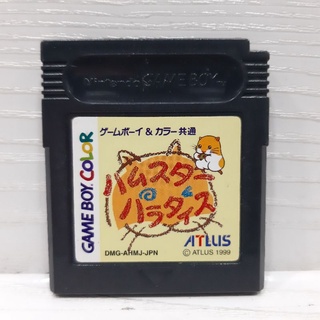 Nintendo GAME BOY
ゲームボーイ & カラー共通
GAME BOY COLOR
ハムスター
パラダイス
ATLUS
DMG-AHMJ-JPN
© ATLUS 1999